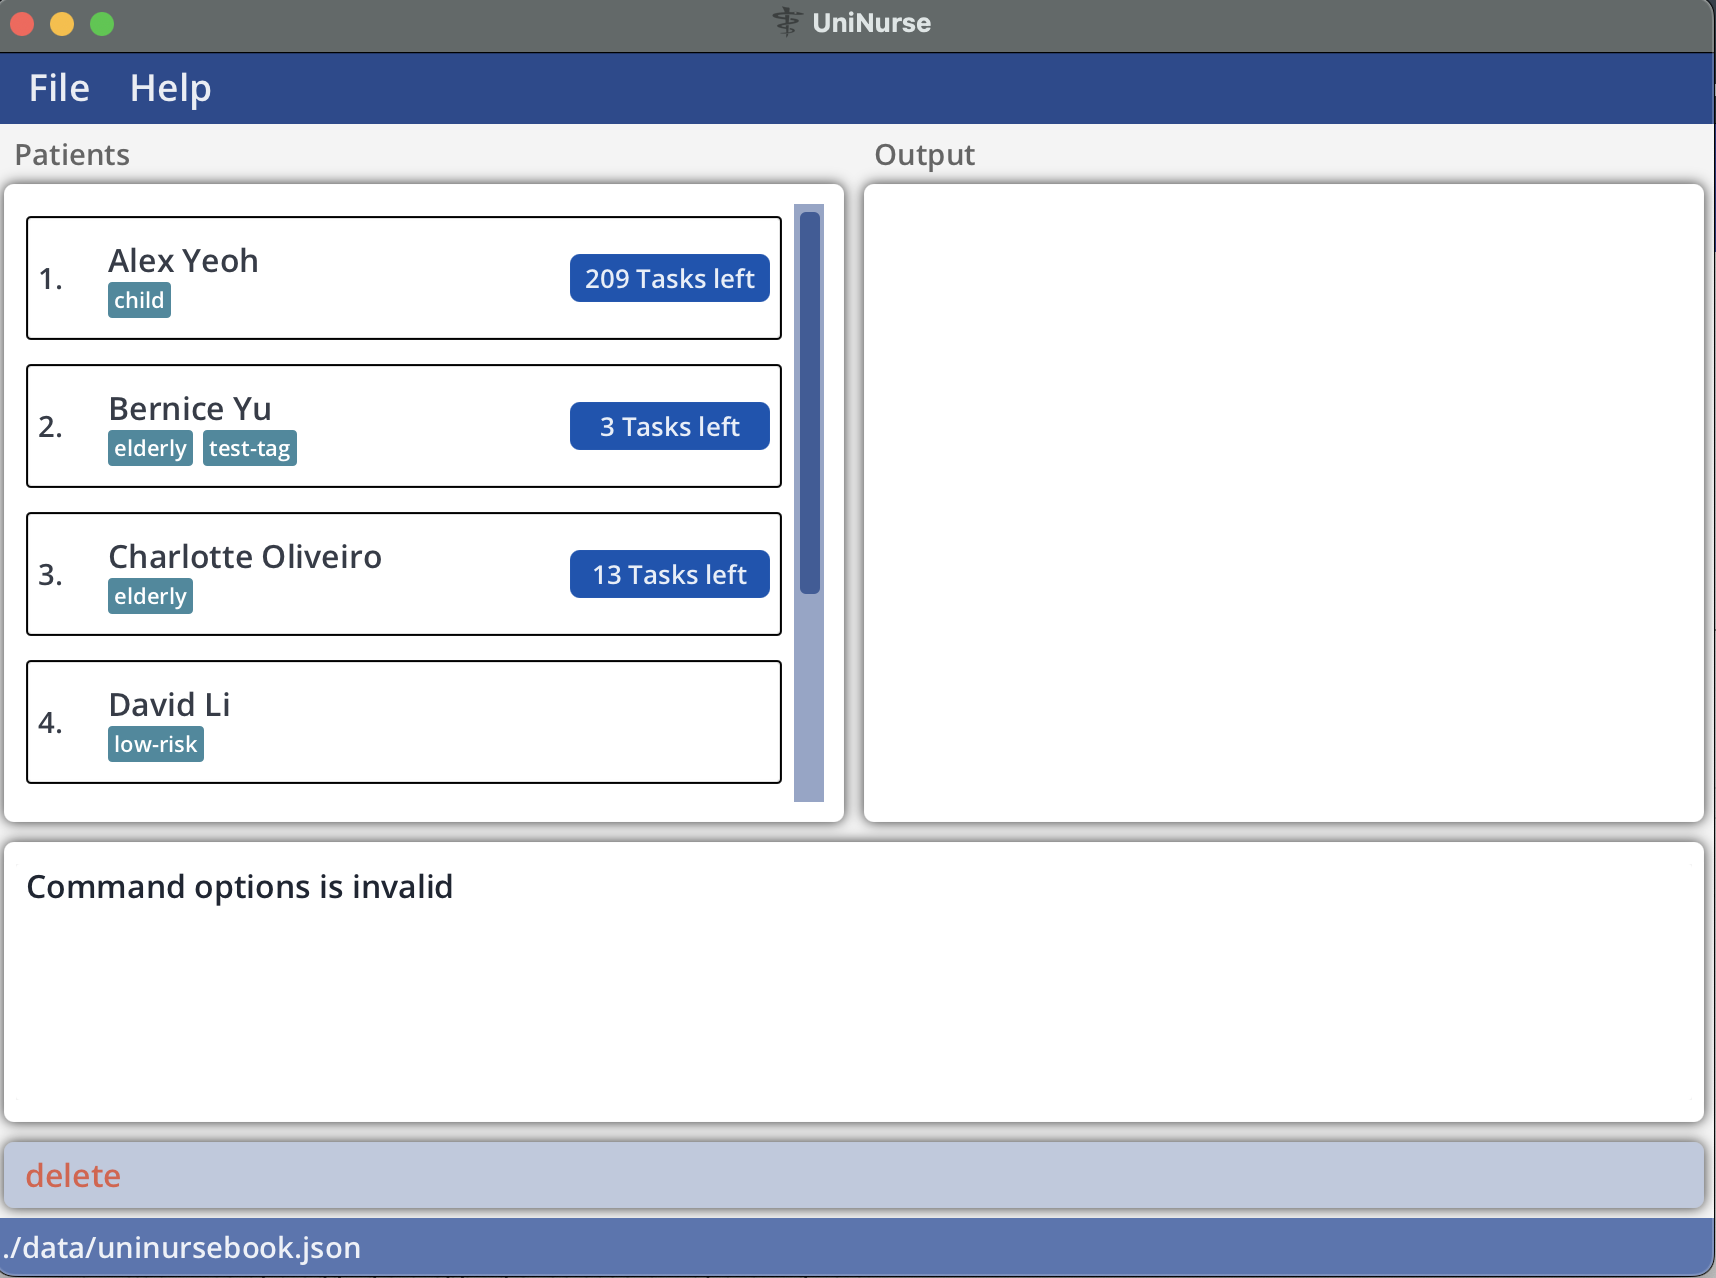 UniNurse
File Help
Patients
Output
1.
Alex Yeoh
child
209 Tasks left
2.
Bernice Yu
elderly test-tag
3 Tasks left
3.
Charlotte Oliveiro
elderly
13 Tasks left
4.
David Li
low-risk
Command options is invalid
delete
./data/uninursebook.json